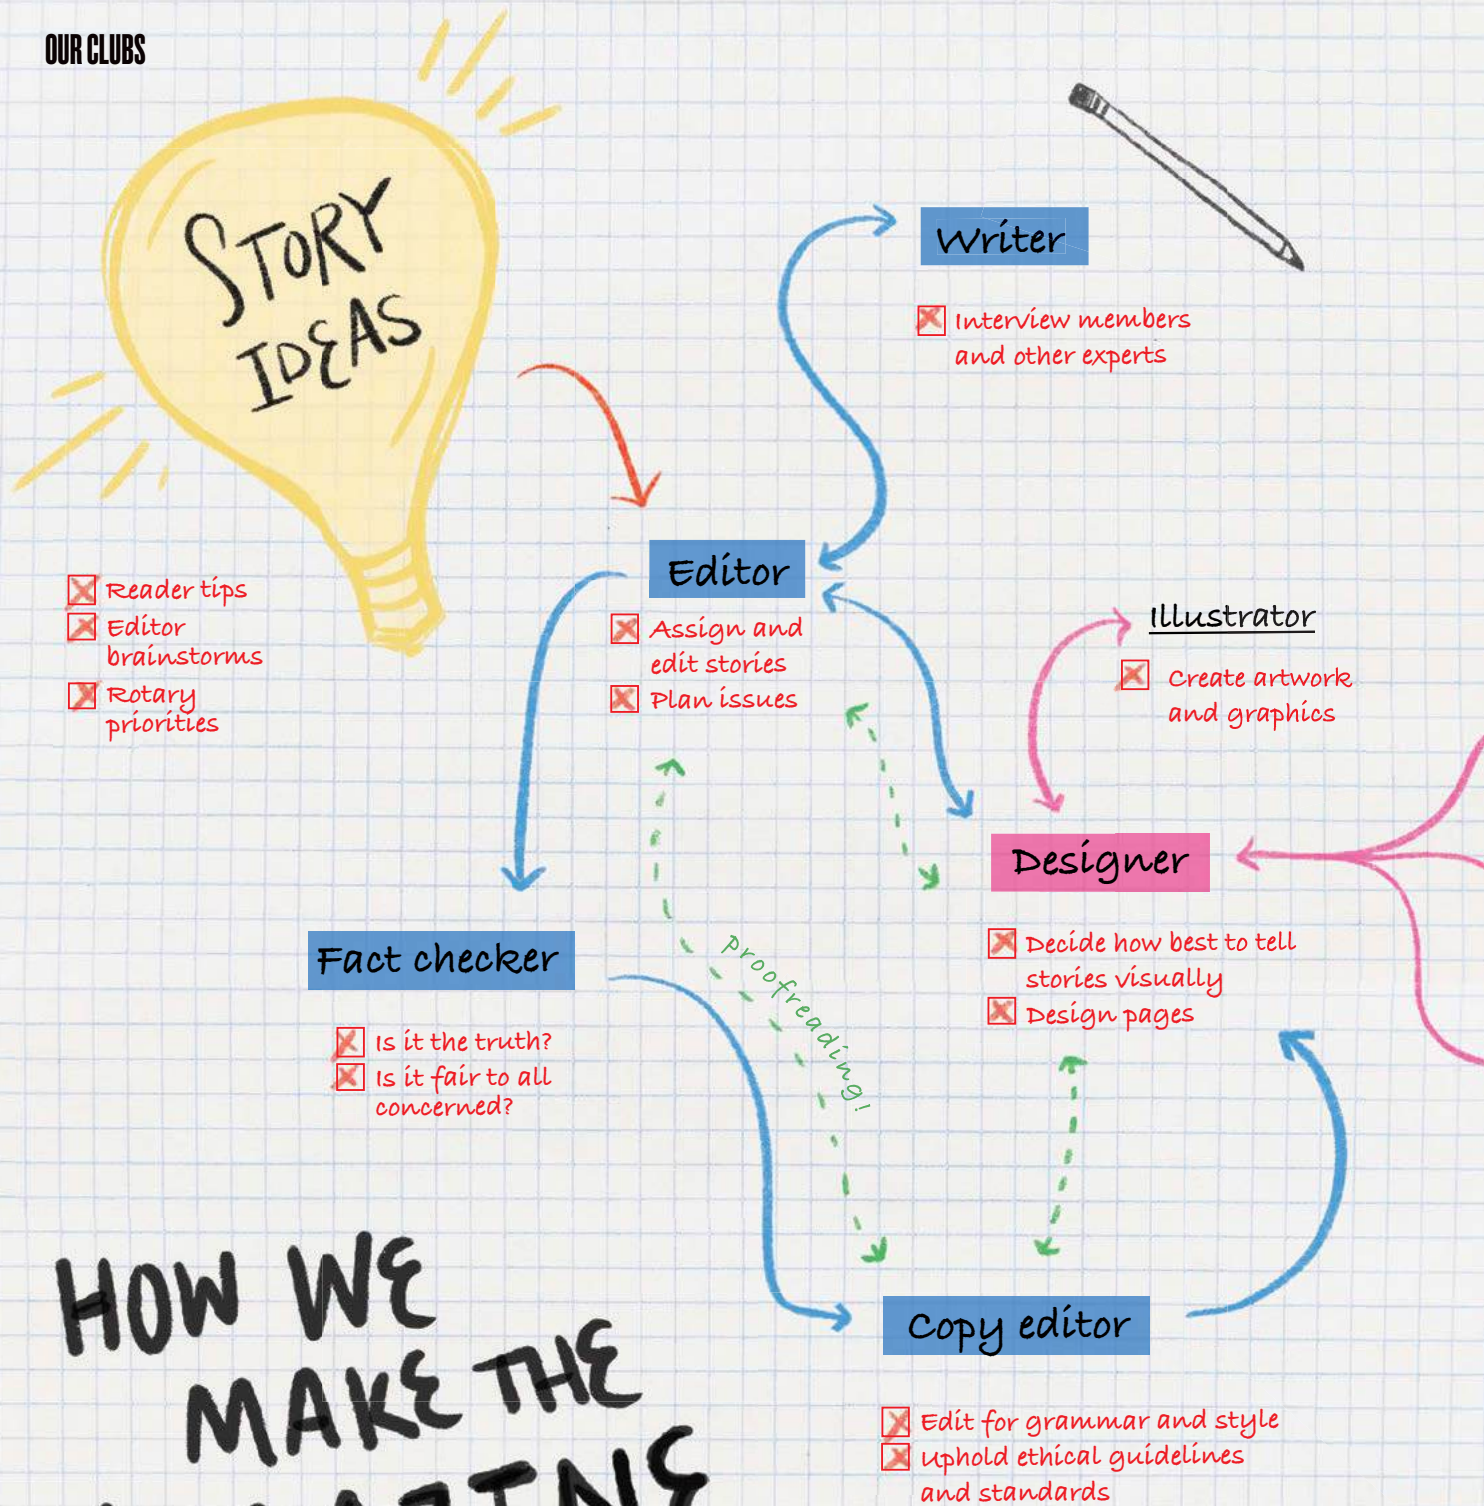 OUR CLUBS
STORY
IDEAS
Reader tips
Editor
brainstorms
Rotary
priorities
Writer
Interview members
and other experts
Editor
Assign and
edit stories
Plan issues
Illustrator
Create artwork
and graphics
Designer
Decide how best to tell
stories visually
Design pages
Fact checker
Is it the truth?
Is it fair to all
concerned?
proofreading!
Copy editor
Edit for grammar and style
Uphold ethical guidelines
and standards
HOW WE
MAKE THE